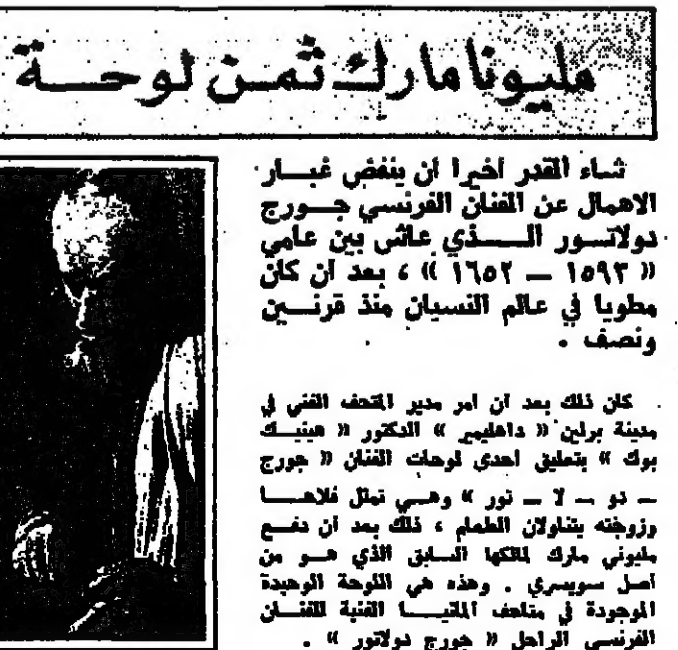 مليونا مارك ثمن لوحة
شاء القدر اخيرا ان ينفض غبار
الاهمال عن الفنان الفرنسي جورج
دولاتور الذي عاش بين عامي
« ١٥٩٣ — ١٦٥٢ » ، بعد ان كان
مطويا في عالم النسيان منذ قرنين
ونصف .
كان ذلك بعد ان امر مدير المتحف الفني في
مدينة برلين « داهليمر » الدكتور « هينيك
بوك » بتعليق احدى لوحات الفنان « جورج
— دو — لا — تور » وهي تمثل فلاحا
وزوجته يتناولان الطعام ، ذلك بعد ان دفع
مليوني مارك لمالكها السابق الذي هو من
اصل سويسري . وهذه هي اللوحة الوحيدة
الموجودة في متاحف المانيا الفنية للفنان
الفرنسي الراحل « جورج دولاتور » .